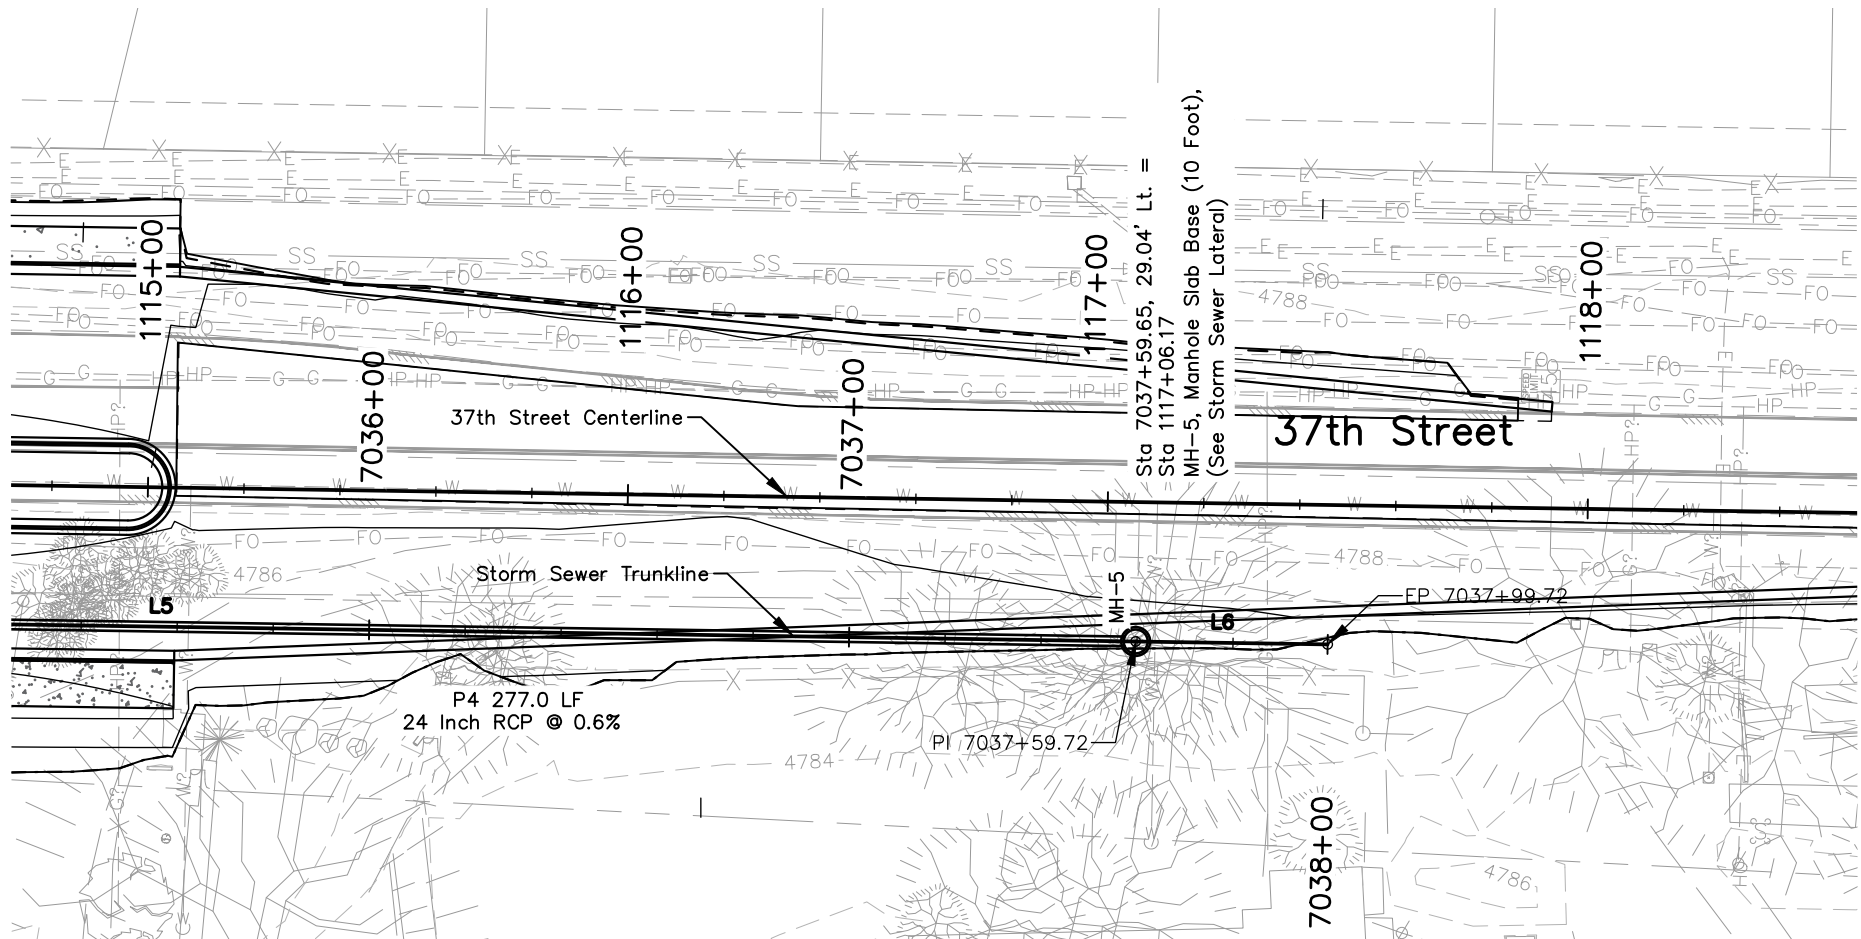 1115+00
1116+00
1117+00
1118+00
Sta 7037+59.65, 29.04' Lt. =
Sta 1117+06.17
MH-5, Manhole Slab Base (10 Foot),
(See Storm Sewer Lateral)
7036+00
7037+00
37th Street Centerline
37th Street
4788
4786
4788
Storm Sewer Trunkline
L5
MH-5
L6
EP 7037+99.72
P4 277.0 LF
24 Inch RCP @ 0.6%
PI 7037+59.72
4784
7038+00
4786